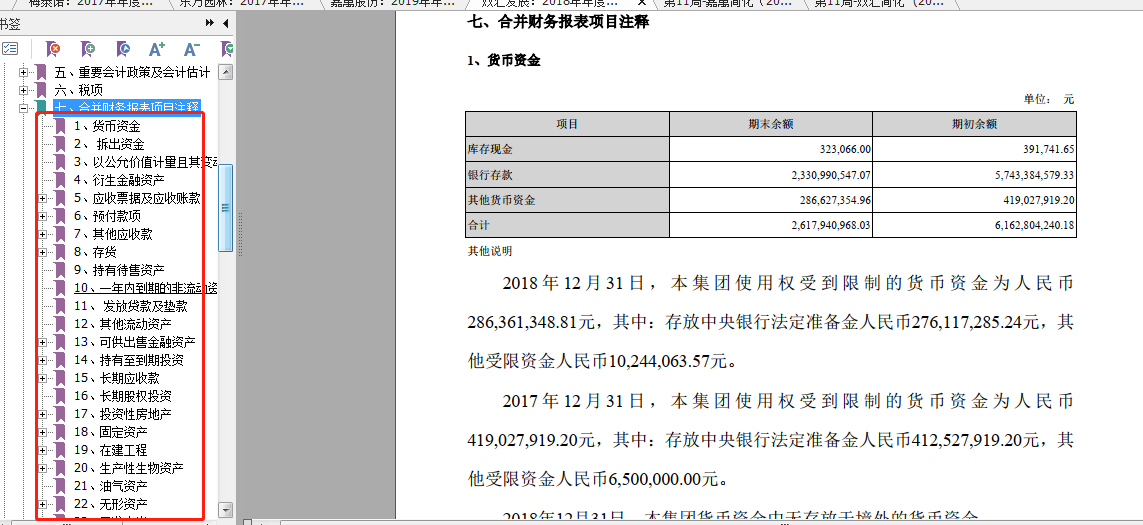 梅泰诺：2017年年度...
东方园林：2017年年...
嘉凰股份：2019年年...
双汇发展：2018年年度...
第11周-嘉凰简化（20...
第11周-双汇简化（20...
书签
五、重要会计政策及会计估计
六、税项
七、合并财务报表项目注释
1、货币资金
2、 拆出资金
3、以公允价值计量且其变动
4、衍生金融资产
5、应收票据及应收账款
6、预付款项
7、其他应收款
8、存货
9、持有待售资产
10、一年内到期的非流动资
11、 发放贷款及垫款
12、其他流动资产
13、可供出售金融资产
14、持有至到期投资
15、长期应收款
16、长期股权投资
17、投资性房地产
18、固定资产
19、在建工程
20、生产性生物资产
21、油气资产
22、无形资产
七、合并财务报表项目注释
1、货币资金
单位： 元
项目 期末余额 期初余额
库存现金 323,066.00 391,741.65
银行存款 2,330,990,547.07 5,743,384,579.33
其他货币资金 286,627,354.96 419,027,919.20
合计 2,617,940,968.03 6,162,804,240.18
其他说明
2018年12月31日，本集团使用权受到限制的货币资金为人民币
286,361,348.81元，其中：存放中央银行法定准备金人民币276,117,285.24元，其
他受限资金人民币10,244,063.57元。
2017年12月31日，本集团使用权受到限制的货币资金为人民币
419,027,919.20元，其中：存放中央银行法定准备金人民币412,527,919.20元，其
他受限资金人民币6,500,000.00元。
2018年12月31日，本集团货币资金中无存放于境外的货币资金。